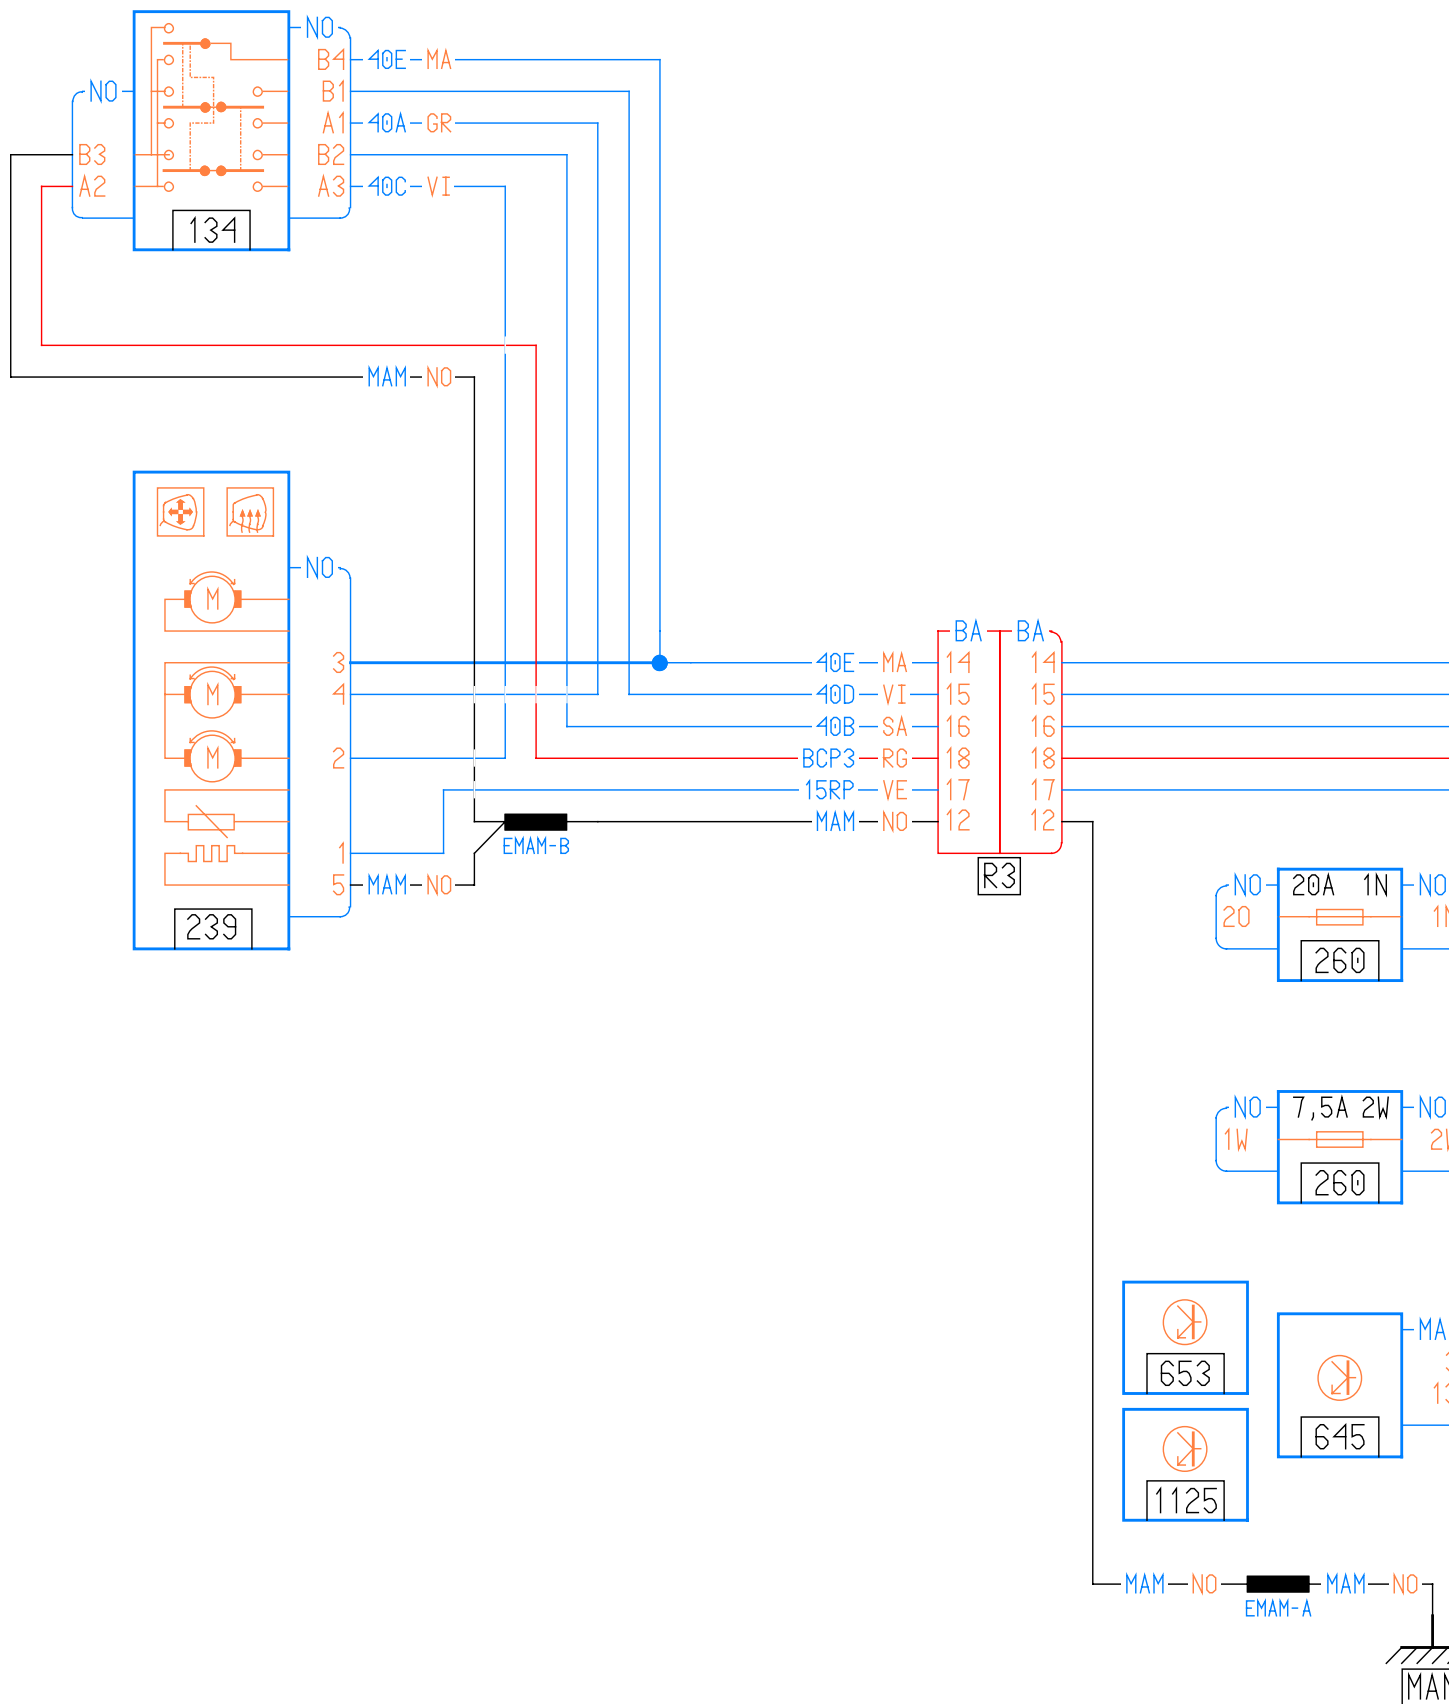 NO
B4 40E MA
NO B1
A1 40A GR
B3 B2
A2 A3 40C VI
134
MAM NO
NO
M
BA BA
3 40E MA 14 14
M 4 40D VI 15 15
40B SA 16 16
M 2 BCP3 RG 18 18
15RP VE 17 17
MAM NO 12 12
EMAM-B
1
R3
5 MAM NO
NO 20A 1N NO
20
239
260
NO 7,5A 2W NO
1W
260
MA
653
645
1125
MAM NO MAM NO
EMAM-A